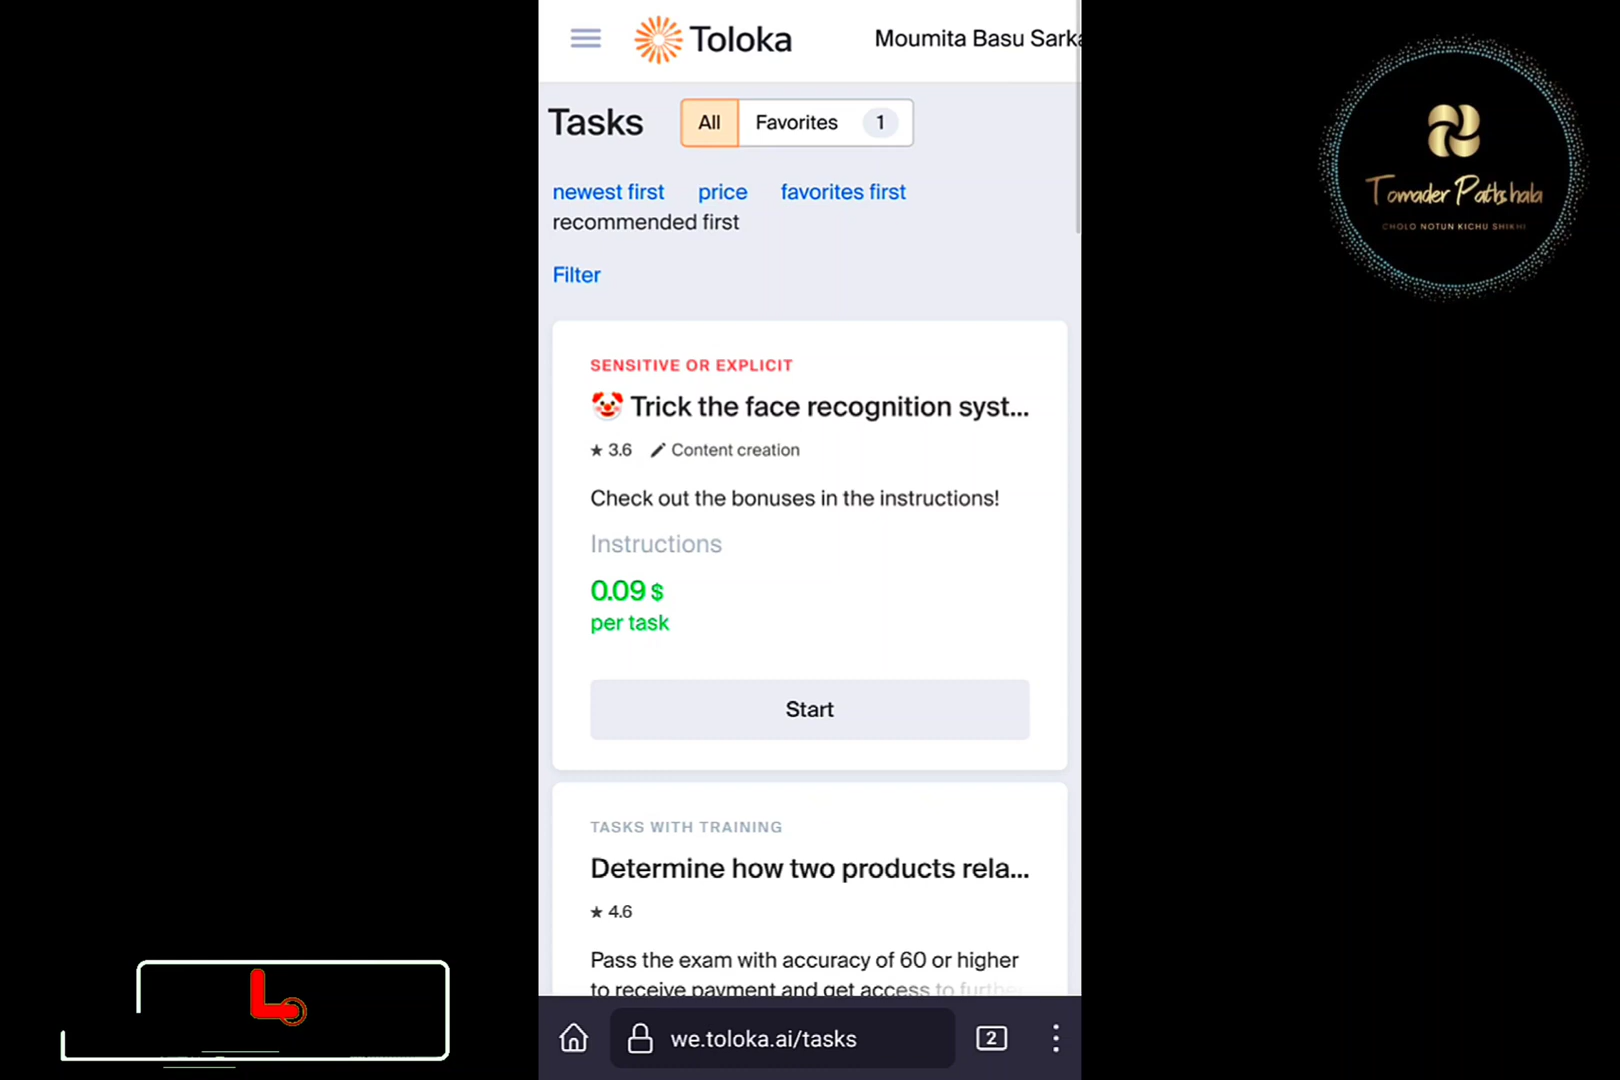 Toloka
Moumita Basu Sarka
Tasks
All
Favorites 1
newest first price favorites first
recommended first
Filter
SENSITIVE OR EXPLICIT
🤡 Trick the face recognition syst...
★ 3.6 Content creation
Check out the bonuses in the instructions!
Instructions
0.09 $
per task
Start
TASKS WITH TRAINING
Determine how two products rela...
★ 4.6
Pass the exam with accuracy of 60 or higher
to receive payment and get access to further
we.toloka.ai/tasks
2
Tomader Pathshala
CHOLO NOTUN KICHU SHIKHI